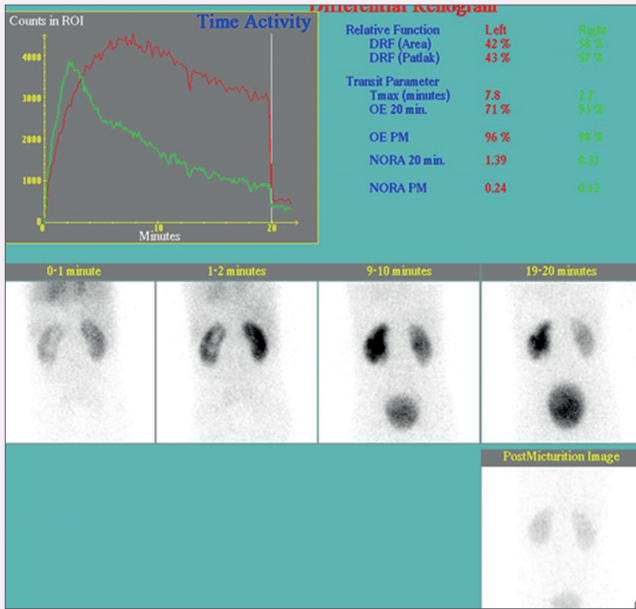 Differential Renogram
Counts in ROI
Time Activity
4000
3000
2000
1000
0
0
10
20
Minutes
Relative Function Left Right
DRF (Area) 42 % 58 %
DRF (Patlak) 43 % 57 %
Transit Parameter
Tmax (minutes) 7.8 2.2
OE 20 min. 71 % 93 %
OE PM 96 % 98 %
NORA 20 min. 1.39 0.33
NORA PM 0.24 0.12
0-1 minute
1-2 minutes
9-10 minutes
19-20 minutes
PostMicturition Image